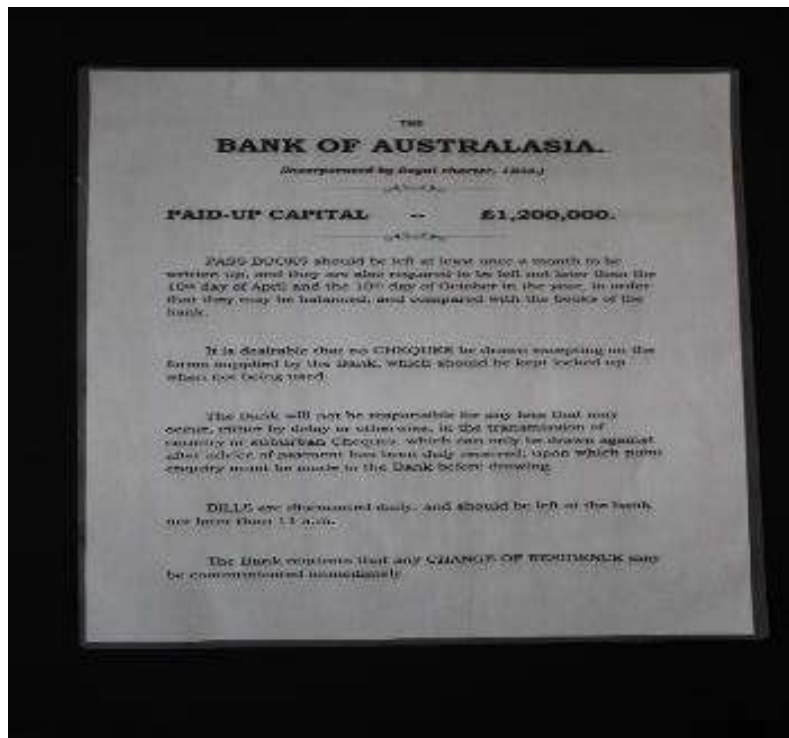 THE
BANK OF AUSTRALASIA.
(Incorporated by Royal charter,
PAID-UP CAPITAL -- £1,200,000.
PASS BOOKS should be left at least once a month to be
written up, and they are also required to be left not later than the
10th day of April and the 10th day of October in the year, in order
that they may be balanced, and compared with the books of the
bank.
It is desirable that no CHEQUES be drawn excepting on the
forms supplied by the Bank, which should be kept locked up
when not being used.
The Bank will not be responsible for any loss that may
occur, either by delay or otherwise, in the transmission of
country or suburban Cheques, which can only be drawn against
after advice of payment has been duly received, upon which point
enquiry must be made to the Bank before drawing.
BILLS are discounted daily, and should be left at the bank
not later than 11 a.m.
The Bank requests that any CHANGE OF RESIDENCE may
be communicated immediately